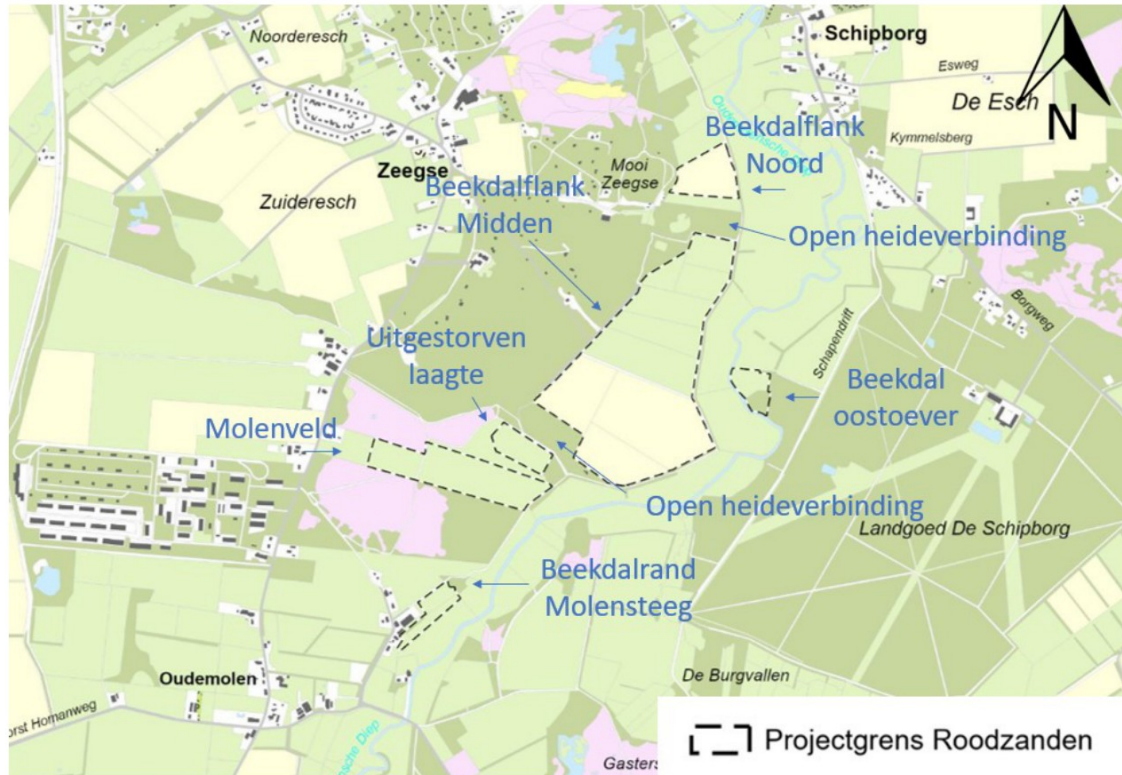 Noorderesch
Schipborg
Esweg
De Esch
N
Kymmelsberg
Beekdalflank
Noord
Mooi
Zeegse
Zeegse
Beekdalflank
Midden
Zuideresch
Open heideverbinding
Borgweg
Schapendrift
Uitgestorven
laagte
Beekdal
oostoever
Molenveld
Open heideverbinding
Landgoed De Schipborg
Beekdalrand
Molensteeg
Oudemolen
De Burgvallen
Homanweg
Diep
Gasters
Projectgrens Roodzanden